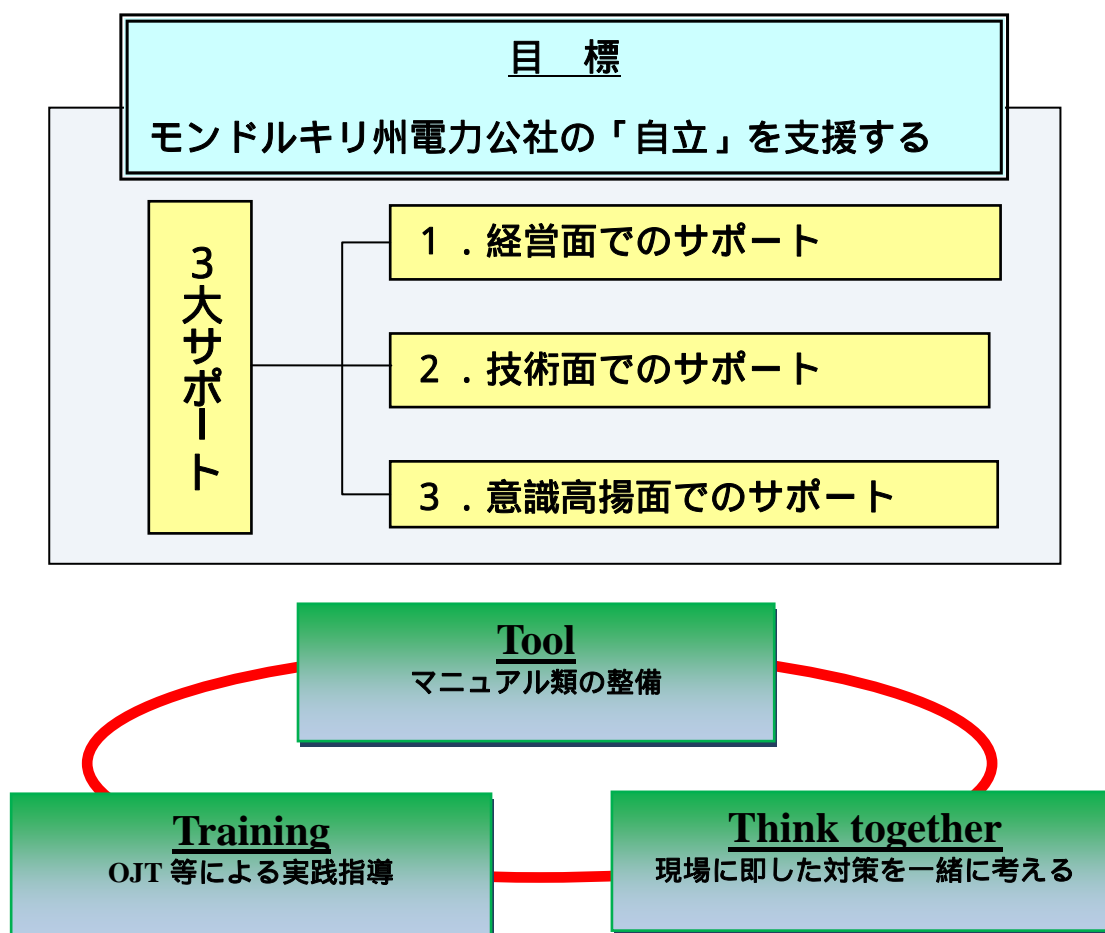 目　標
モンドルキリ州電力公社の「自立」を支援する
３大サポート
１．経営面でのサポート
２．技術面でのサポート
３．意識高揚面でのサポート
Tool
マニュアル類の整備
Training
OJT 等による実践指導
Think together
現場に即した対策を一緒に考える